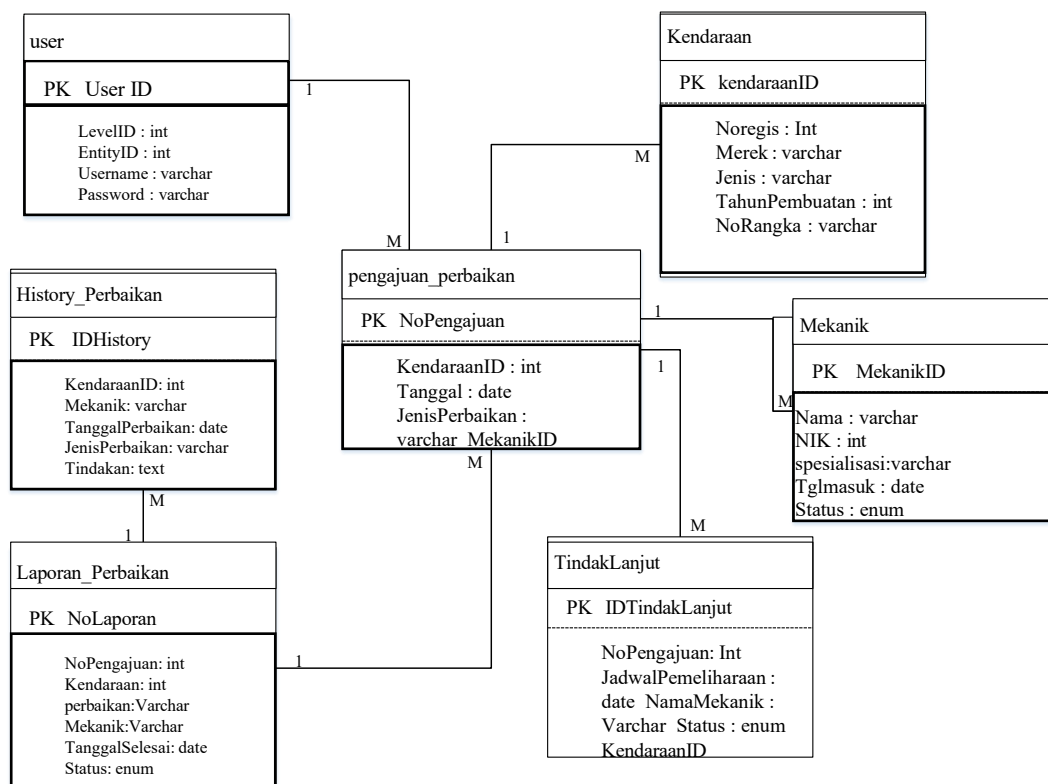 user
PK User ID
LevelID : int
EntityID : int
Username : varchar
Password : varchar
1
M
Kendaraan
PK kendaraanID
Noregis : Int
Merek : varchar
Jenis : varchar
TahunPembuatan : int
NoRangka : varchar
M
1
pengajuan_perbaikan
PK NoPengajuan
KendaraanID : int
Tanggal : date
JenisPerbaikan :
varchar MekanikID
M
1
1
History_Perbaikan
PK IDHistory
KendaraanID: int
Mekanik: varchar
TanggalPerbaikan: date
JenisPerbaikan: varchar
Tindakan: text
M
1
Mekanik
PK MekanikID
M
Nama : varchar
NIK : int
spesialisasi:varchar
Tglmasuk : date
Status : enum
Laporan_Perbaikan
PK NoLaporan
NoPengajuan: int
Kendaraan: int
perbaikan:Varchar
Mekanik:Varchar
TanggalSelesai: date
Status: enum
1
M
TindakLanjut
PK IDTindakLanjut
NoPengajuan: Int
JadwalPemeliharaan :
date NamaMekanik :
Varchar Status : enum
KendaraanID